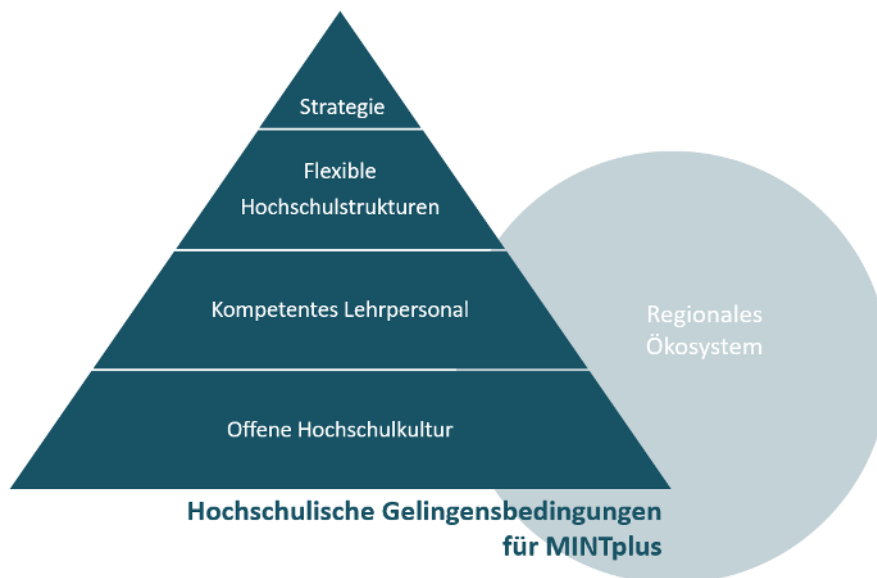 Strategie
Flexible
Hochschulstrukturen
Kompetentes Lehrpersonal
Offene Hochschulkultur
Regionales
Ökosystem
Hochschulische Gelingensbedingungen
für MINTplus